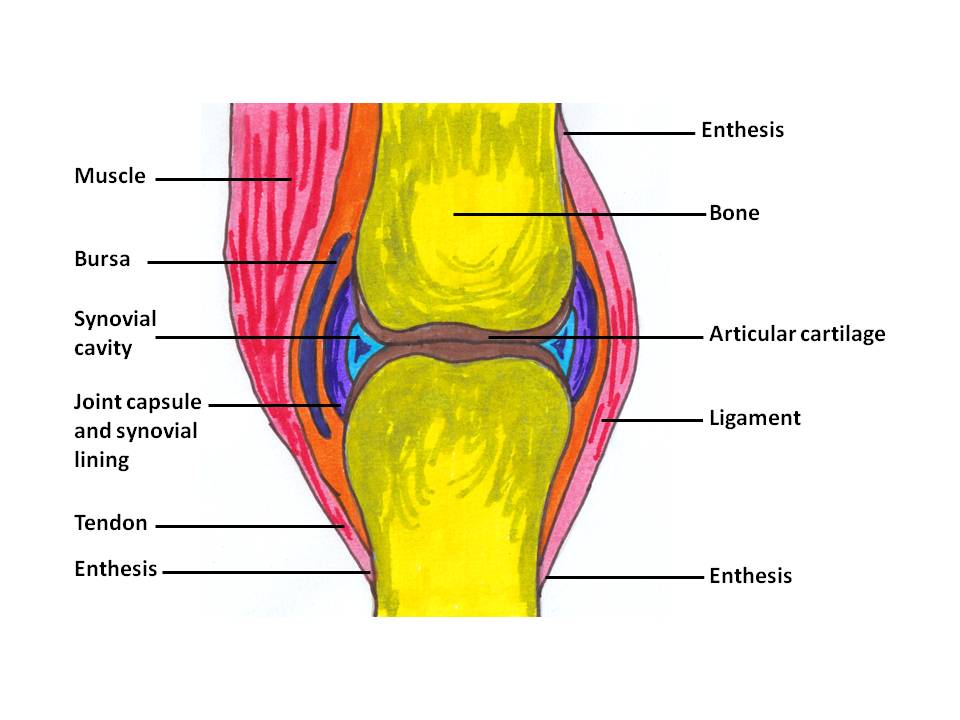 Muscle
Bursa
Synovial
cavity
Joint capsule
and synovial
lining
Tendon
Enthesis
Enthesis
Bone
Articular cartilage
Ligament
Enthesis